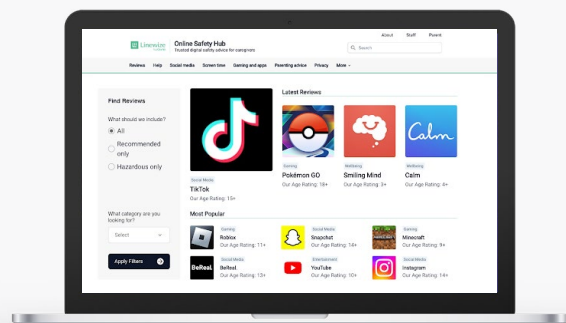 About Staff Parent
Linewize
Online Safety Hub
Trusted digital safety advice for caregivers
Search
Reviews Help Social media Screen time Gaming and apps Parenting advice Privacy More
Find Reviews
What should we include?
All
Recommended only
Hazardous only
What category are you looking for?
Select
Apply Filters
Social Media
TikTok
Our Age Rating: 13+
Latest Reviews
Gaming
Pokémon GO
Our Age Rating: 18+
Wellbeing
Smiling Mind
Our Age Rating: 3+
Calm
Wellbeing
Calm
Our Age Rating: 4+
Most Popular
Gaming
Roblox
Our Age Rating: 11+
Social Media
Snapchat
Our Age Rating: 14+
Gaming
Minecraft
Our Age Rating: 9+
BeReal.
Social Media
BeReal
Our Age Rating: 13+
Entertainment
YouTube
Our Age Rating: 10+
Social Media
Instagram
Our Age Rating: 14+